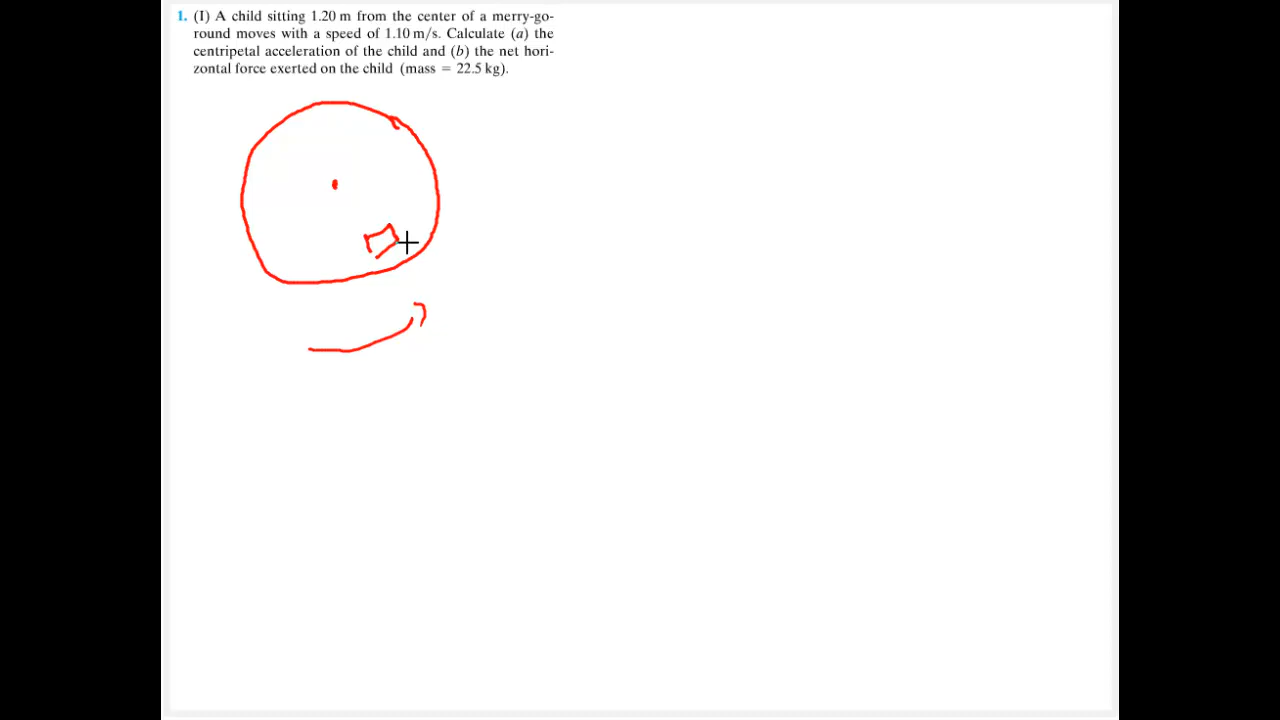 1. (I) A child sitting 1.20 m from the center of a merry-go-
round moves with a speed of 1.10 m/s. Calculate (a) the
centripetal acceleration of the child and (b) the net hori-
zontal force exerted on the child (mass = 22.5 kg).